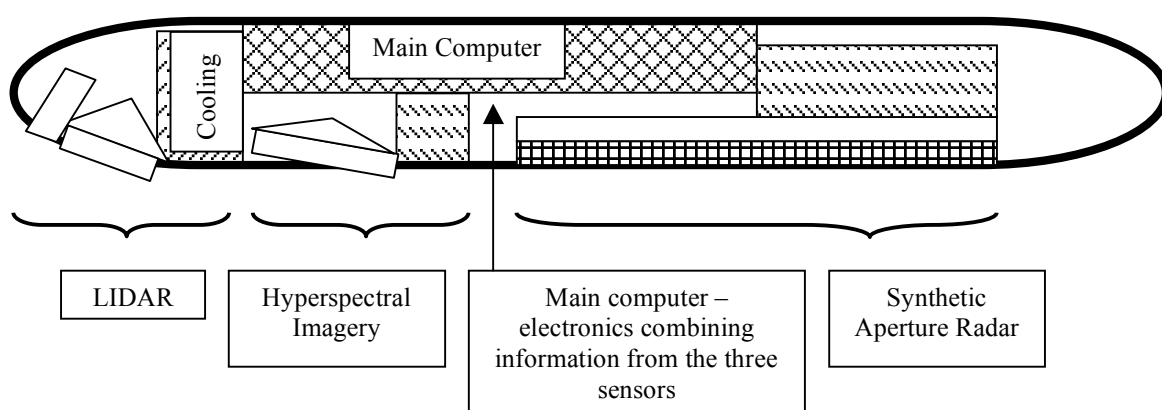 Main Computer
Cooling
LIDAR
Hyperspectral
Imagery
Main computer –
electronics combining
information from the three
sensors
Synthetic
Aperture Radar